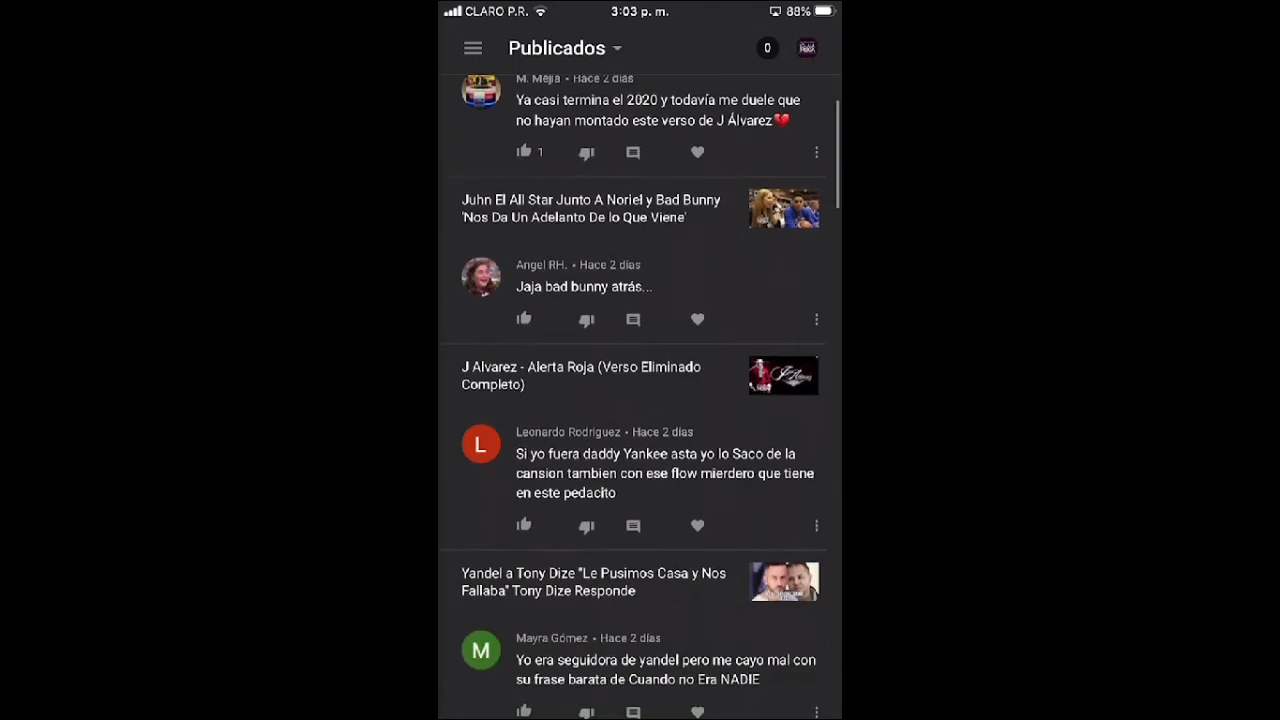 CLARO P.R.
3:03 p. m.
88%
Publicados
0
M. Mejia • Hace 2 días
Ya casi termina el 2020 y todavía me duele que
no hayan montado este verso de J Álvarez💔
1
Juhn El All Star Junto A Noriel y Bad Bunny
'Nos Da Un Adelanto De lo Que Viene'
Angel RH. • Hace 2 días
Jaja bad bunny atrás...
J Alvarez - Alerta Roja (Verso Eliminado
Completo)
L
Leonardo Rodriguez • Hace 2 días
Si yo fuera daddy Yankee asta yo lo Saco de la
cansion tambien con ese flow mierdero que tiene
en este pedacito
Yandel a Tony Dize "Le Pusimos Casa y Nos
Fallaba" Tony Dize Responde
M
Mayra Gómez • Hace 2 días
Yo era seguidora de yandel pero me cayo mal con
su frase barata de Cuando no Era NADIE